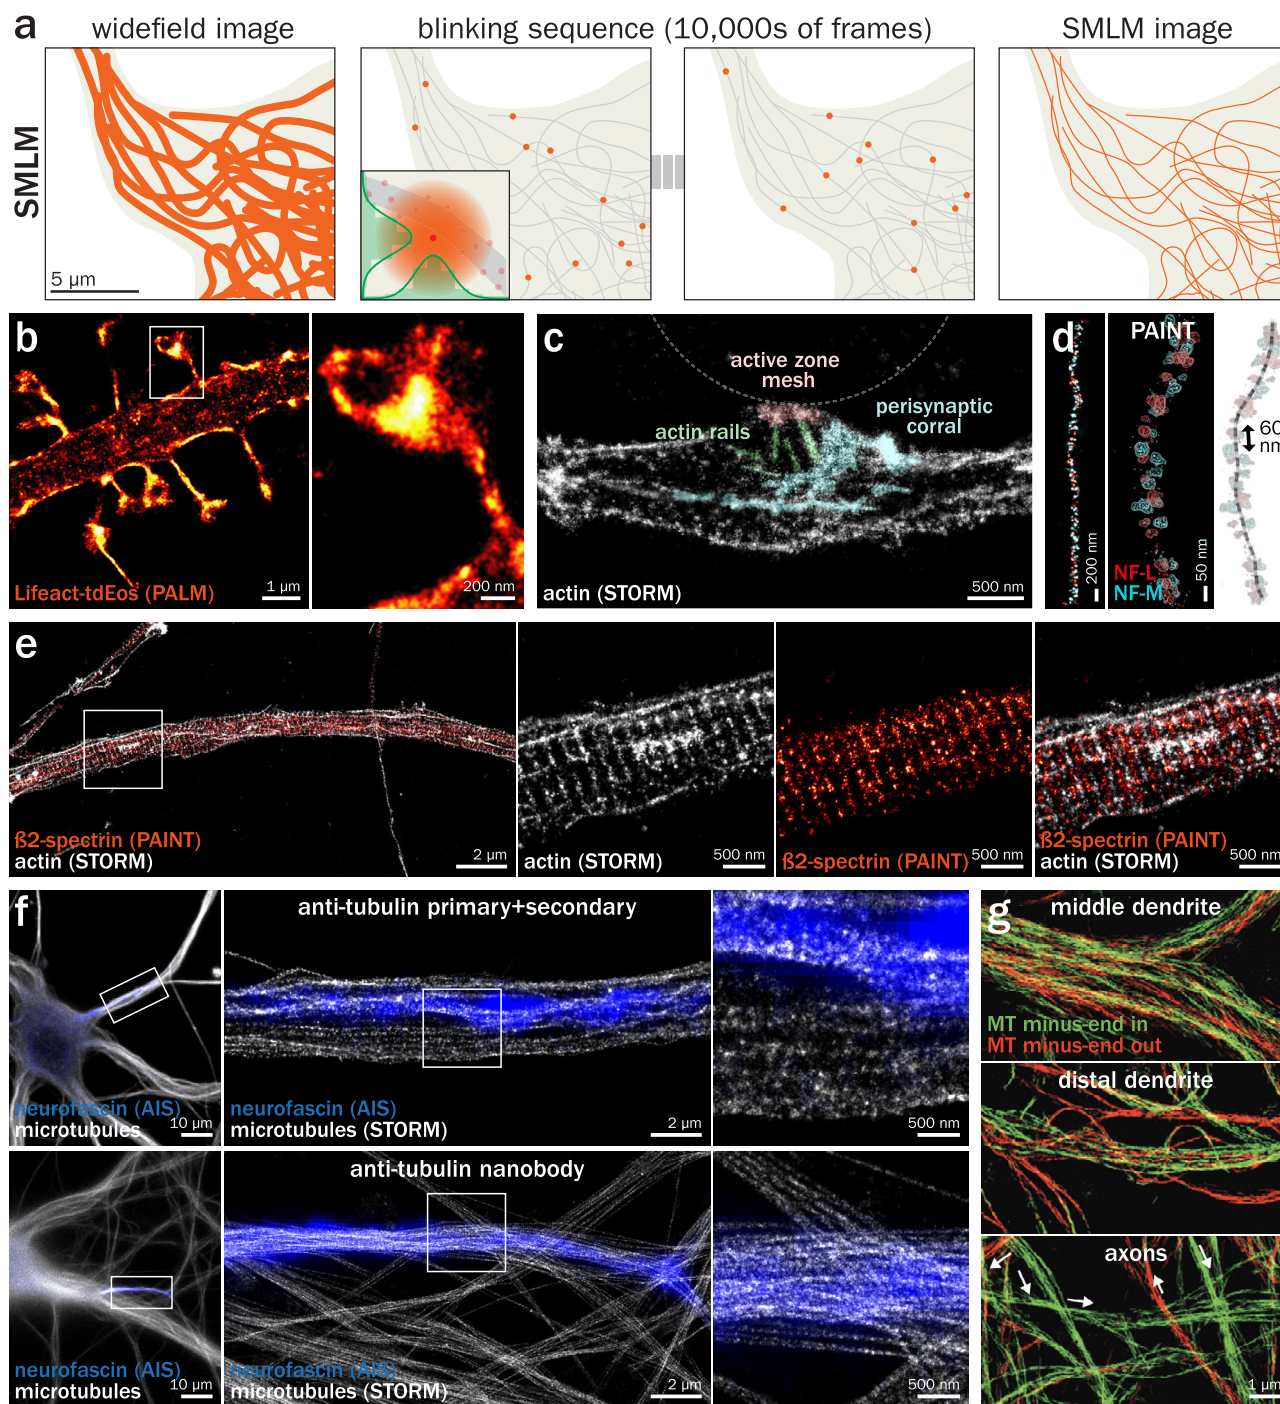 a
widefield image
blinking sequence (10,000s of frames)
SMLM image
SMLM
5 µm
b
Lifeact-tdEos (PALM)
1 µm
200 nm
c
active zone
mesh
perisynaptic
corral
actin rails
actin (STORM)
500 nm
d
PAINT
200 nm
NF-L
NF-M
50 nm
60
nm
e
ß2-spectrin (PAINT)
actin (STORM)
2 µm
actin (STORM)
500 nm
ß2-spectrin (PAINT)
500 nm
ß2-spectrin (PAINT)
actin (STORM)
500 nm
f
neurofascin (AIS)
microtubules
10 µm
anti-tubulin primary+secondary
neurofascin (AIS)
microtubules (STORM)
2 µm
500 nm
neurofascin (AIS)
microtubules
10 µm
anti-tubulin nanobody
neurofascin (AIS)
microtubules (STORM)
2 µm
500 nm
g
middle dendrite
MT minus-end in
MT minus-end out
distal dendrite
axons
1 µm